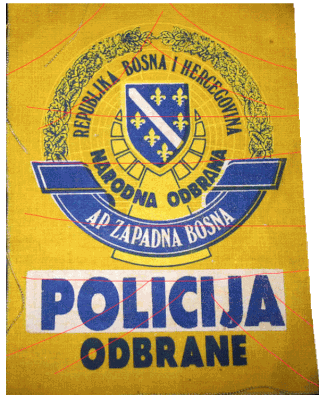 REPUBLIKA BOSNA I HERCEGOVINA
NARODNA ODBRANA
AP ZAPADNA BOSNA
POLICIJA
ODBRANE